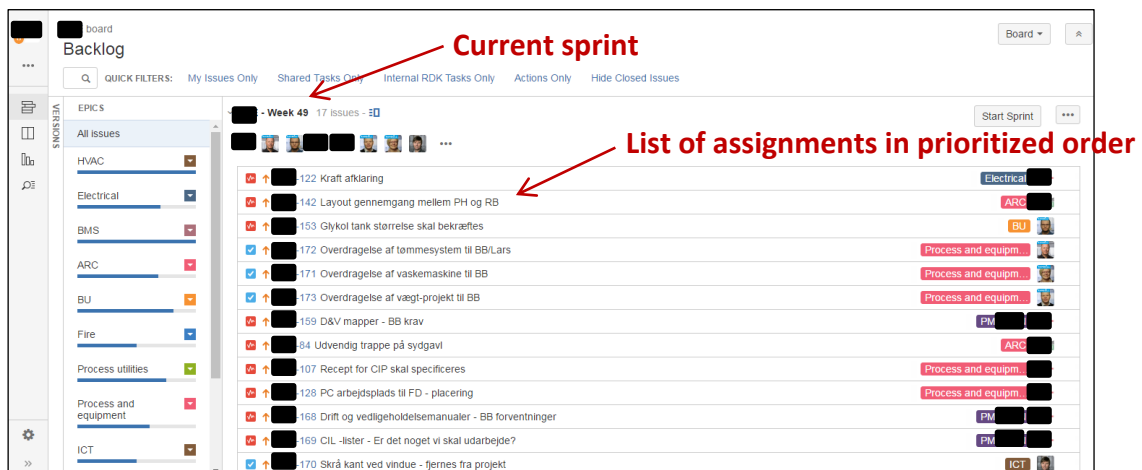 board
Board
Backlog
Current sprint
QUICK FILTERS: My Issues Only Shared Tasks Only Internal RDK Tasks Only Actions Only Hide Closed Issues
VERSIONS
EPICS
- Week 49 17 issues -
Start Sprint
All issues
List of assignments in prioritized order
HVAC
Electrical
BMS
ARC
BU
Fire
Process utilities
Process and
equipment
ICT
-122 Kraft afklaring Electrical
-142 Layout gennemgang mellem PH og RB ARC
-153 Glykol tank størrelse skal bekræftes BU
-172 Overdragelse af tømmesystem til BB/Lars Process and equipm...
-171 Overdragelse af vaskemaskine til BB Process and equipm...
-173 Overdragelse af vægt-projekt til BB Process and equipm...
-159 D&V mapper - BB krav PM
-84 Udvendig trappe på sydgavl ARC
-107 Recept for CIP skal specificeres Process and equipm...
-128 PC arbejdsplads til FD - placering Process and equipm...
-168 Drift og vedligeholdelsemanualer - BB forventninger PM
-169 CIL -lister - Er det noget vi skal udarbejde? PM
-170 Skrå kant ved vindue - fjernes fra projekt ICT